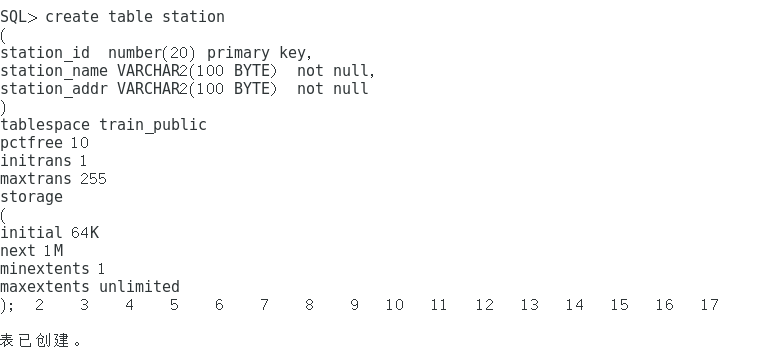 SQL> create table station
(
station_id  number(20) primary key,
station_name VARCHAR2(100 BYTE)  not null,
station_addr VARCHAR2(100 BYTE)  not null
)
tablespace train_public
pctfree 10
initrans 1
maxtrans 255
storage
(
initial 64K
next 1M
minextents 1
maxextents unlimited
);  2    3    4    5    6    7    8    9   10   11   12   13   14   15   16   17
表已创建。